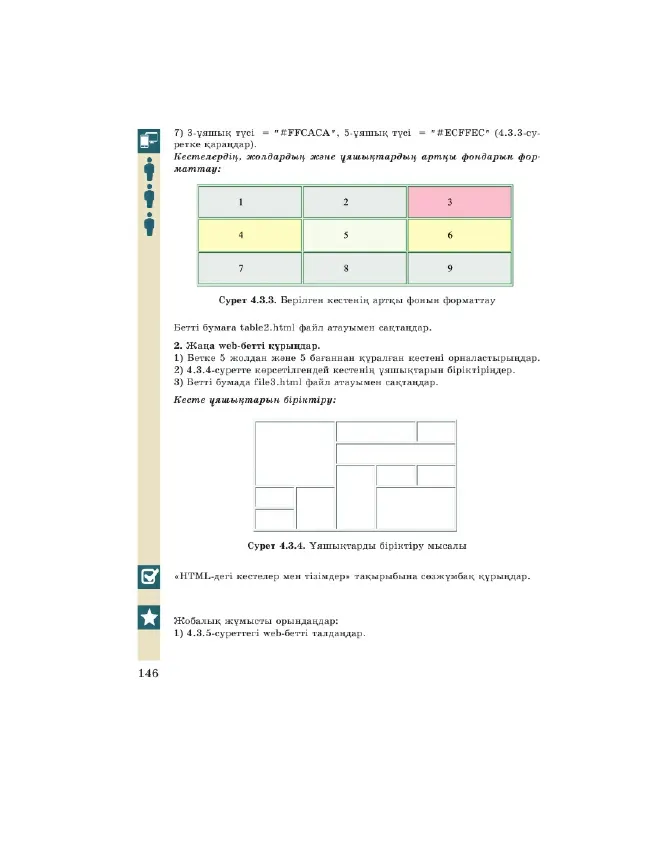 7) 3-ұяшық түсі = "#FFCACA", 5-ұяшық түсі = "#ECFFEC" (4.3.3-су-
ретке қараңдар).
Кестелердің, жолдардың және ұяшықтардың артқы фондарын фор-
маттау:
1 2 3
4 5 6
7 8 9
Сурет 4.3.3. Берілген кестенің артқы фонын форматтау
Бетті бумаға table2.html файл атауымен сақтаңдар.
2. Жаңа web-бетті құрыңдар.
1) Бетке 5 жолдан және 5 бағаннан құралған кестені орналастырыңдар.
2) 4.3.4-суретте көрсетілгендей кестенің ұяшықтарын біріктіріңдер.
3) Бетті бумада file3.html файл атауымен сақтаңдар.
Кесте ұяшықтарын біріктіру:
Сурет 4.3.4. Ұяшықтарды біріктіру мысалы
«HTML-дегі кестелер мен тізімдер» тақырыбына сөзжұмбақ құрыңдар.
Жобалық жұмысты орындаңдар:
1) 4.3.5-суреттегі web-бетті талдаңдар.
146